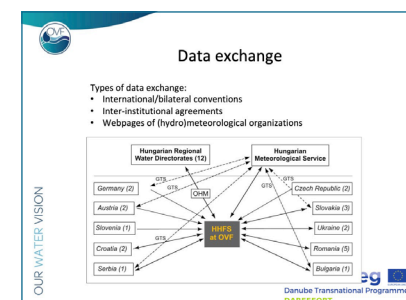 OVF
Data exchange
Types of data exchange:
• International/bilateral conventions
• Inter-institutional agreements
• Webpages of (hydro)meteorological organizations
Hungarian Regional
Water Directorates (12)
Hungarian
Meteorological Service
GTS
GTS
OHM
GTS
GTS
GTS
Germany (2)
Austria (2)
Slovenia (1)
Croatia (2)
Serbia (1)
HHFS
at OVF
Czech Republic (2)
Slovakia (3)
Ukraine (2)
Romania (5)
Bulgaria (1)
OUR WATER VISION
eg
Danube Transnational Programme
DAREFFORT